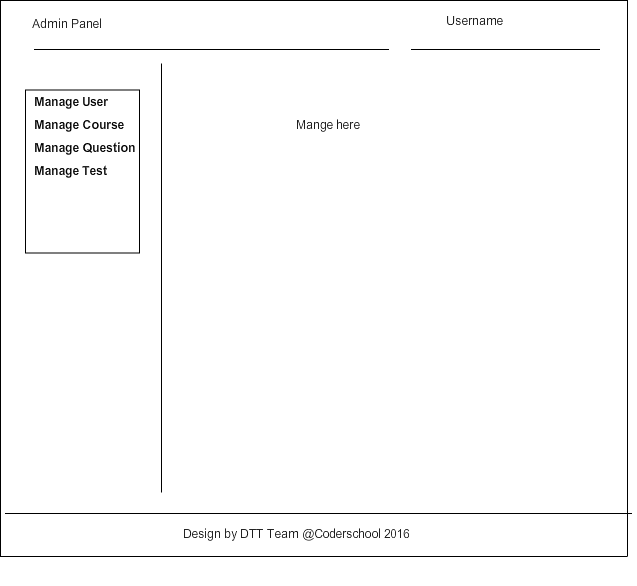 Admin Panel
Username
Manage User
Manage Course
Manage Question
Manage Test
Mange here
Design by DTT Team @Coderschool 2016